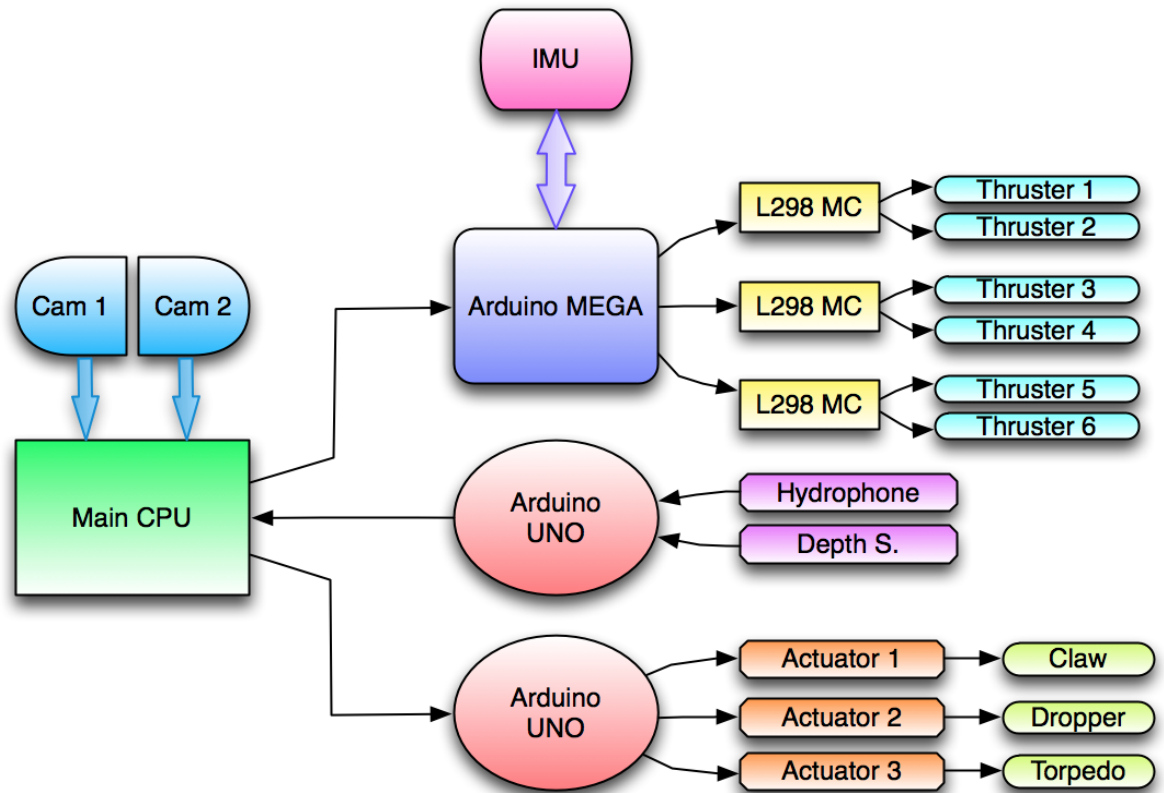 IMU
L298 MC
Thruster 1
Thruster 2
Cam 1
Cam 2
Arduino MEGA
L298 MC
Thruster 3
Thruster 4
L298 MC
Thruster 5
Thruster 6
Main CPU
Arduino
UNO
Hydrophone
Depth S.
Arduino
UNO
Actuator 1
Claw
Actuator 2
Dropper
Actuator 3
Torpedo